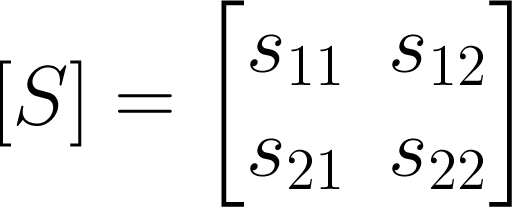 [S] = [s₁₁ s₁₂
s₂₁ s₂₂]